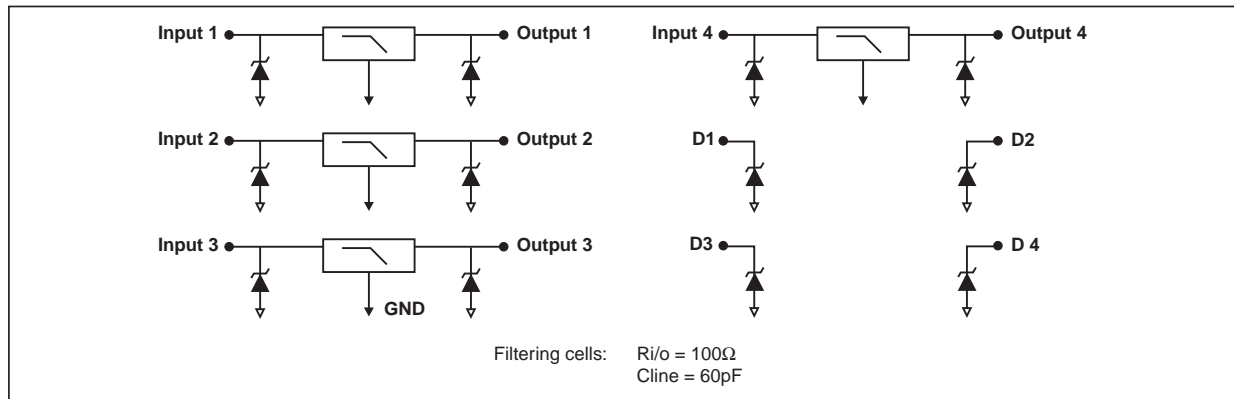 Input 1 Output 1 Input 4 Output 4
Input 2 Output 2 D1 D2
Input 3 Output 3 D3 D 4
GND
Filtering cells: Ri/o = 100Ω
Cline = 60pF